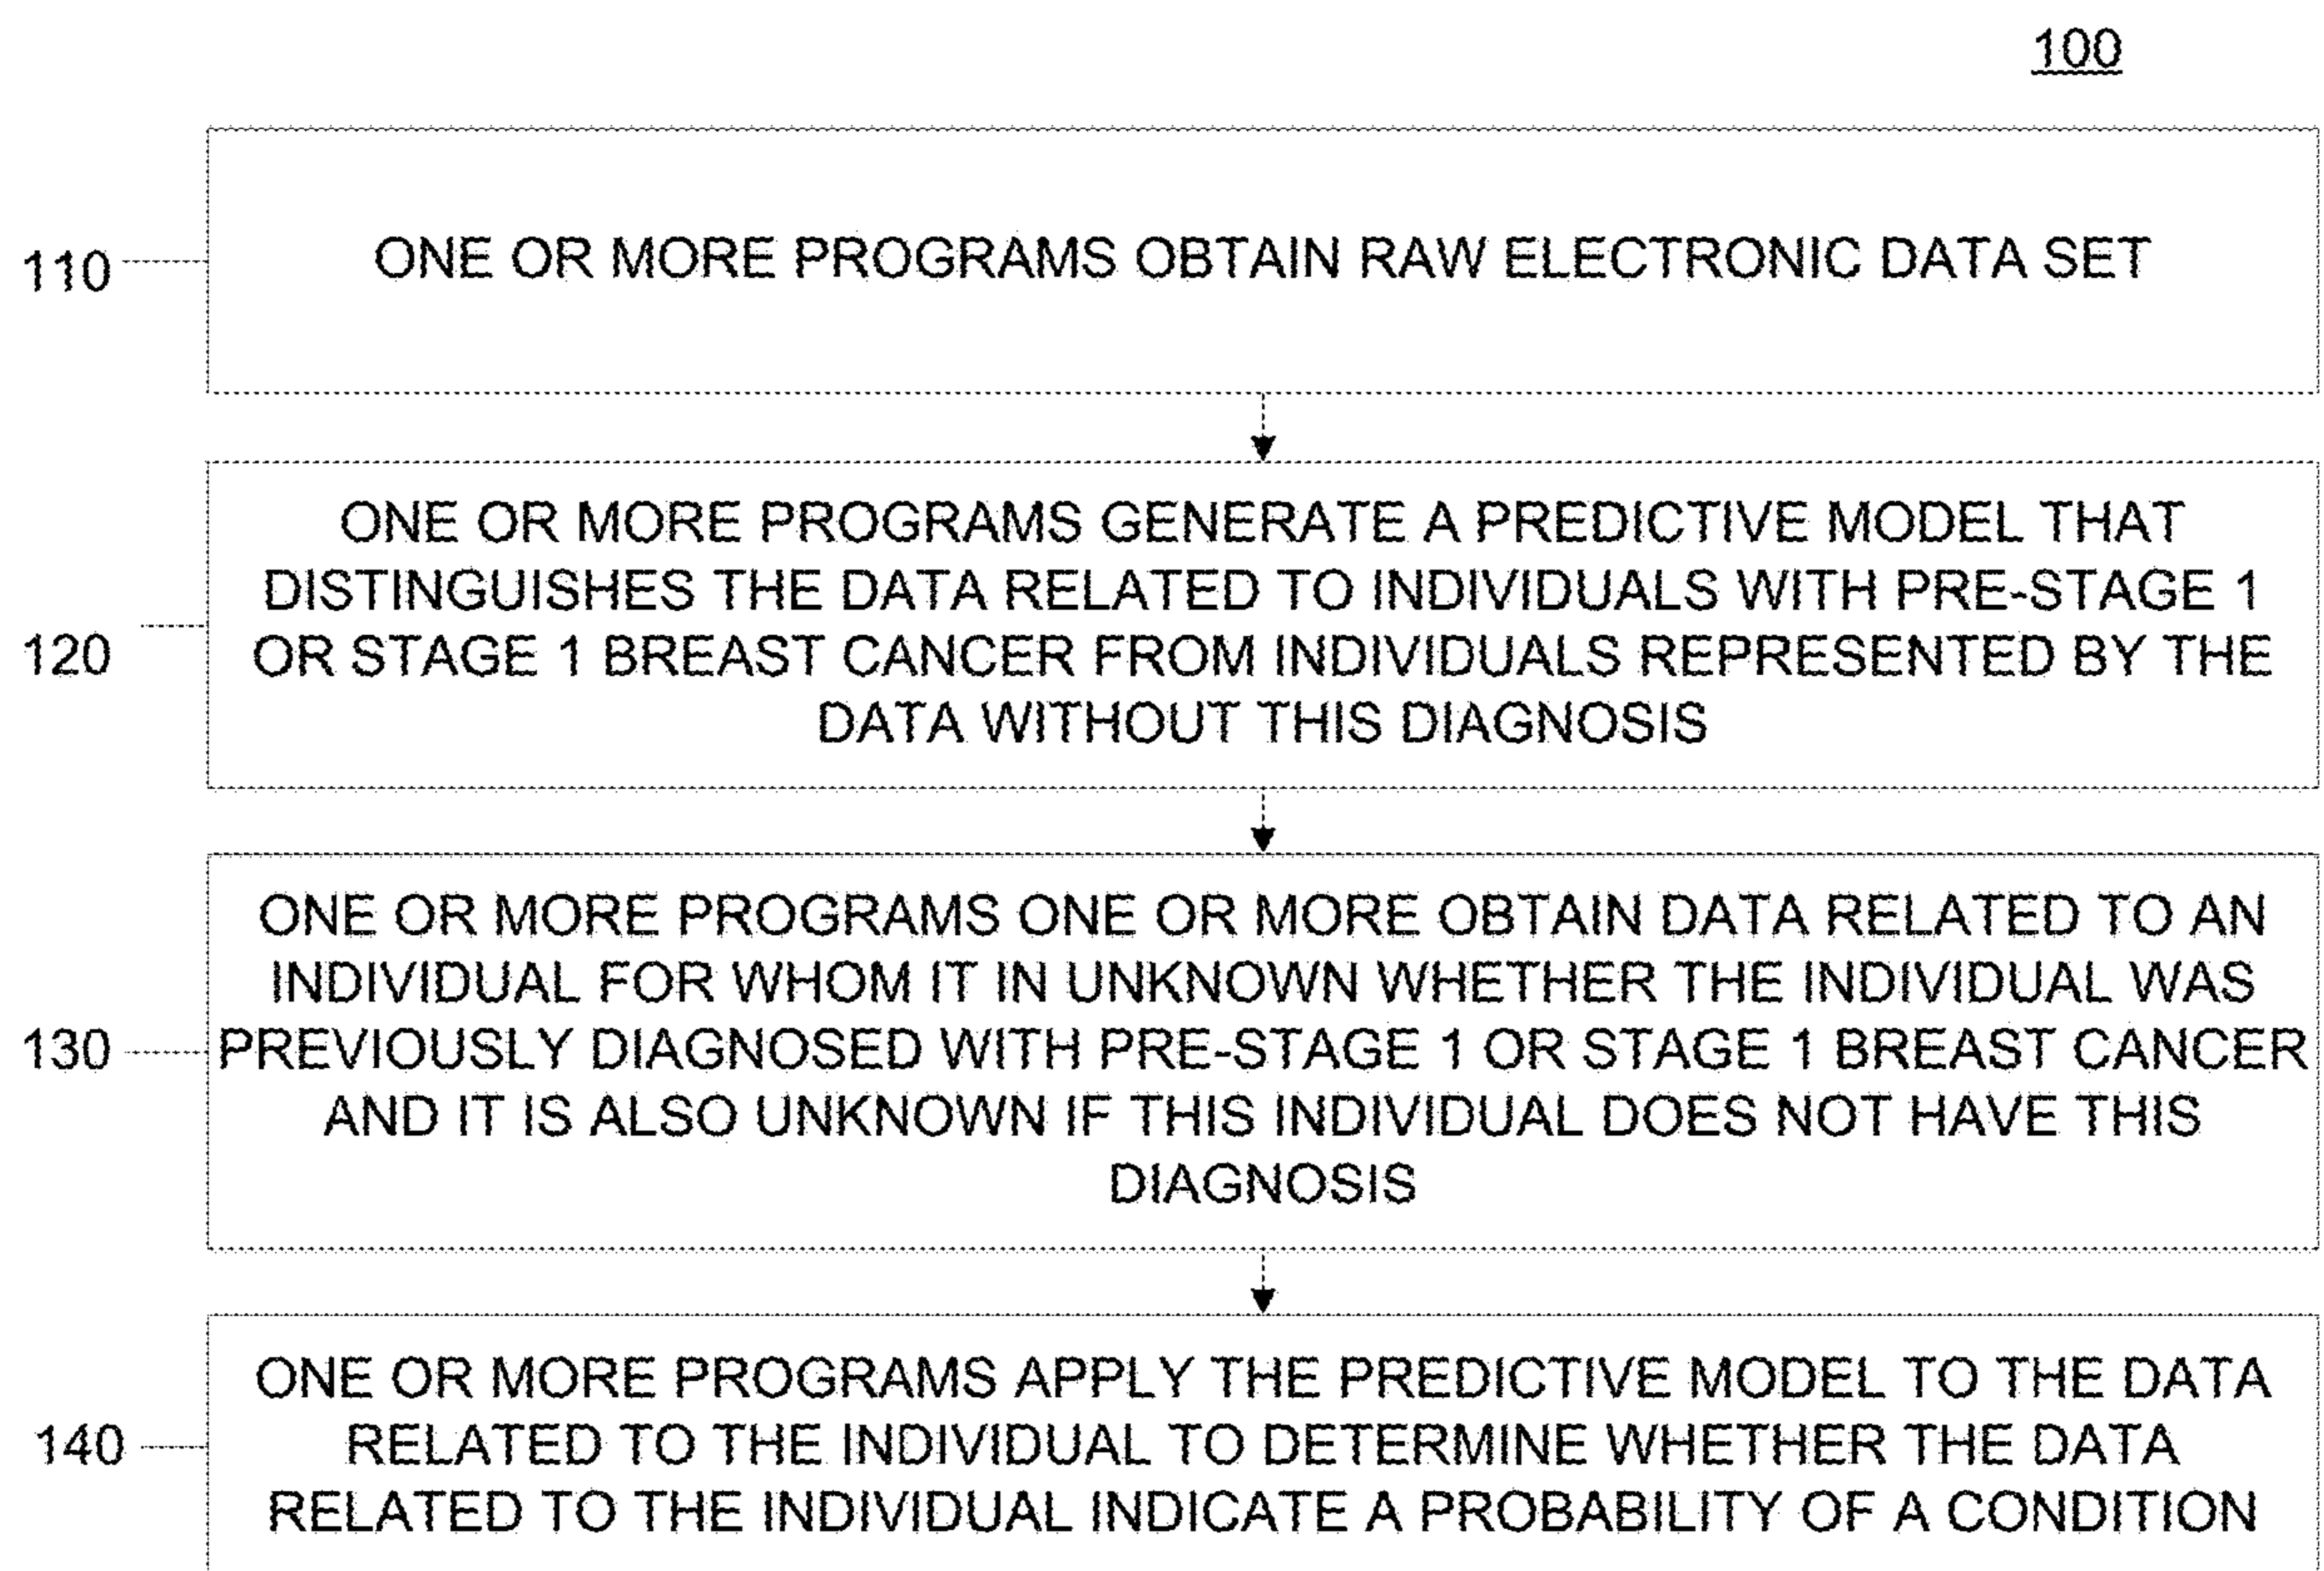 100
110
ONE OR MORE PROGRAMS OBTAIN RAW ELECTRONIC DATA SET
ONE OR MORE PROGRAMS GENERATE A PREDICTIVE MODEL THAT
DISTINGUISHES THE DATA RELATED TO INDIVIDUALS WITH PRE-STAGE 1
120
OR STAGE 1 BREAST CANCER FROM INDIVIDUALS REPRESENTED BY THE
DATA WITHOUT THIS DIAGNOSIS
ONE OR MORE PROGRAMS ONE OR MORE OBTAIN DATA RELATED TO AN
INDIVIDUAL FOR WHOM IT IN UNKNOWN WHETHER THE INDIVIDUAL WAS
130
PREVIOUSLY DIAGNOSED WITH PRE-STAGE 1 OR STAGE 1 BREAST CANCER
AND IT IS ALSO UNKNOWN IF THIS INDIVIDUAL DOES NOT HAVE THIS
DIAGNOSIS
ONE OR MORE PROGRAMS APPLY THE PREDICTIVE MODEL TO THE DATA
140
RELATED TO THE INDIVIDUAL TO DETERMINE WHETHER THE DATA
RELATED TO THE INDIVIDUAL INDICATE A PROBABILITY OF A CONDITION